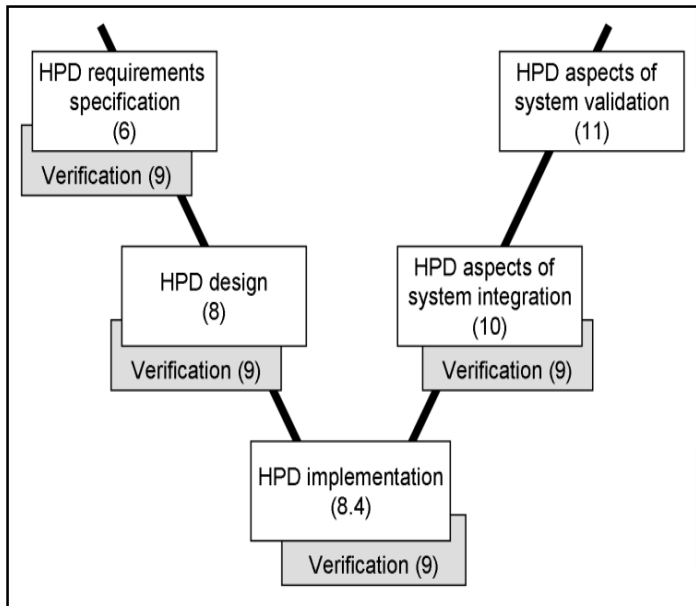 HPD requirements
specification
(6)
Verification (9)
HPD aspects of
system validation
(11)
HPD design
(8)
Verification (9)
HPD aspects of
system integration
(10)
Verification (9)
HPD implementation
(8.4)
Verification (9)